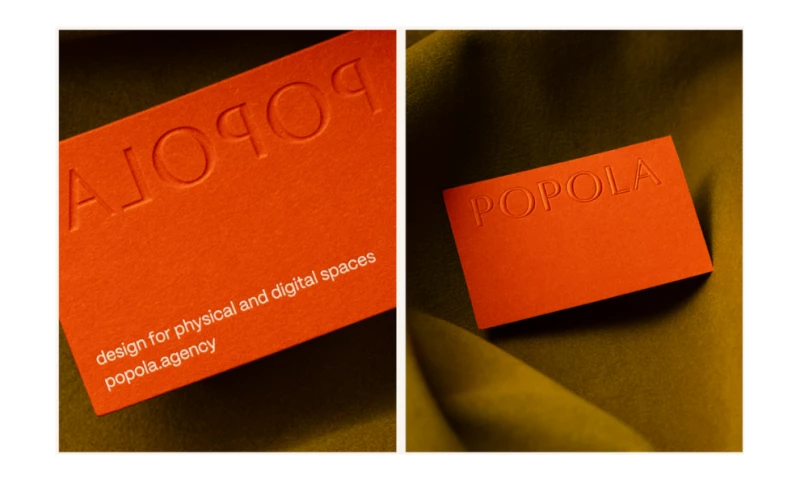 POPOLA
design for physical and digital spaces
popola.agency
POPOLA